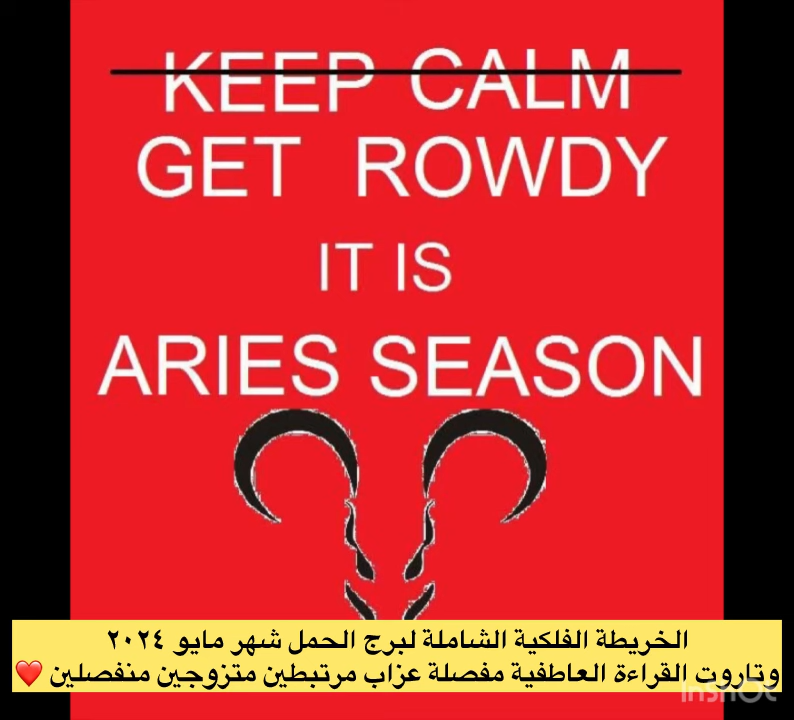 KEEP CALM
GET ROWDY
IT IS
ARIES SEASON
الخريطة الفلكية الشاملة لبرج الحمل شهر مايو ٢٠٢٤
وتاروت القراءة العاطفية مفصلة عزاب مرتبطين متزوجين منفصلين ❤️
InShOt